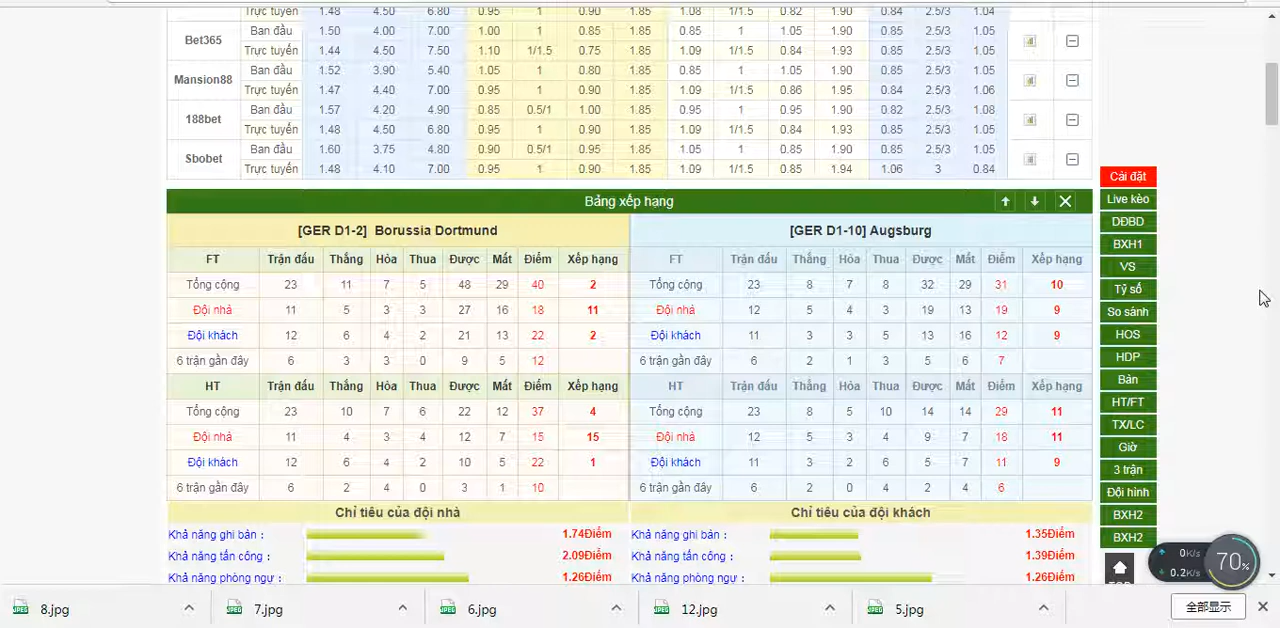 Trực tuyến 1.48 4.50 6.80 0.95 1 0.90 1.85 1.08 1/1.5 0.82 1.90 0.84 2.5/3 1.04
Bet365
Ban đầu 1.50 4.00 7.00 1.00 1 0.85 1.85 0.85 1 1.05 1.90 0.85 2.5/3 1.05
Trực tuyến 1.44 4.50 7.50 1.10 1/1.5 0.75 1.85 1.09 1/1.5 0.84 1.93 0.85 2.5/3 1.05
Mansion88
Ban đầu 1.52 3.90 5.40 1.05 1 0.80 1.85 0.85 1 1.05 1.90 0.85 2.5/3 1.05
Trực tuyến 1.47 4.40 7.00 0.95 1 0.90 1.85 1.09 1/1.5 0.86 1.95 0.84 2.5/3 1.06
188bet
Ban đầu 1.57 4.20 4.90 0.85 0.5/1 1.00 1.85 0.95 1 0.95 1.90 0.82 2.5/3 1.08
Trực tuyến 1.48 4.50 6.80 0.95 1 0.90 1.85 1.09 1/1.5 0.84 1.93 0.85 2.5/3 1.05
Sbobet
Ban đầu 1.60 3.75 4.80 0.90 0.5/1 0.95 1.85 1.05 1 0.85 1.90 0.85 2.5/3 1.05
Trực tuyến 1.48 4.10 7.00 0.95 1 0.90 1.85 1.09 1/1.5 0.85 1.94 1.06 3 0.84
Bảng xếp hạng
[GER D1-2] Borussia Dortmund
[GER D1-10] Augsburg
FT Trận đấu Thắng Hòa Thua Được Mất Điểm Xếp hạng
Tổng cộng 23 11 7 5 48 29 40 2
Đội nhà 11 5 3 3 27 16 18 11
Đội khách 12 6 4 2 21 13 22 2
6 trận gần đây 6 3 3 0 9 5 12
HT Trận đấu Thắng Hòa Thua Được Mất Điểm Xếp hạng
Tổng cộng 23 10 7 6 22 12 37 4
Đội nhà 11 4 3 4 12 7 15 15
Đội khách 12 6 4 2 10 5 22 1
6 trận gần đây 6 2 4 0 3 1 10
FT Trận đấu Thắng Hòa Thua Được Mất Điểm Xếp hạng
Tổng cộng 23 8 7 8 32 29 31 10
Đội nhà 12 5 4 3 19 13 19 9
Đội khách 11 3 3 5 13 16 12 9
6 trận gần đây 6 2 1 3 5 6 7
HT Trận đấu Thắng Hòa Thua Được Mất Điểm Xếp hạng
Tổng cộng 23 8 5 10 14 14 29 11
Đội nhà 12 5 3 4 9 7 18 11
Đội khách 11 3 2 6 5 7 11 9
6 trận gần đây 6 2 0 4 2 4 6
Chỉ tiêu của đội nhà
Khả năng ghi bàn : 1.74Điểm
Khả năng tấn công : 2.09Điểm
Khả năng phòng ngự : 1.26Điểm
Chỉ tiêu của đội khách
Khả năng ghi bàn : 1.35Điểm
Khả năng tấn công : 1.39Điểm
Khả năng phòng ngự : 1.26Điểm
Cài đặt
Live kèo
DĐBD
BXH1
VS
Tỷ số
So sánh
HOS
HDP
Bàn
HT/FT
TX/LC
Giờ
3 trận
Đội hình
BXH2
BXH2
TOP
0K/s
0.2K/s
70%
8.jpg
7.jpg
6.jpg
12.jpg
5.jpg
全部显示